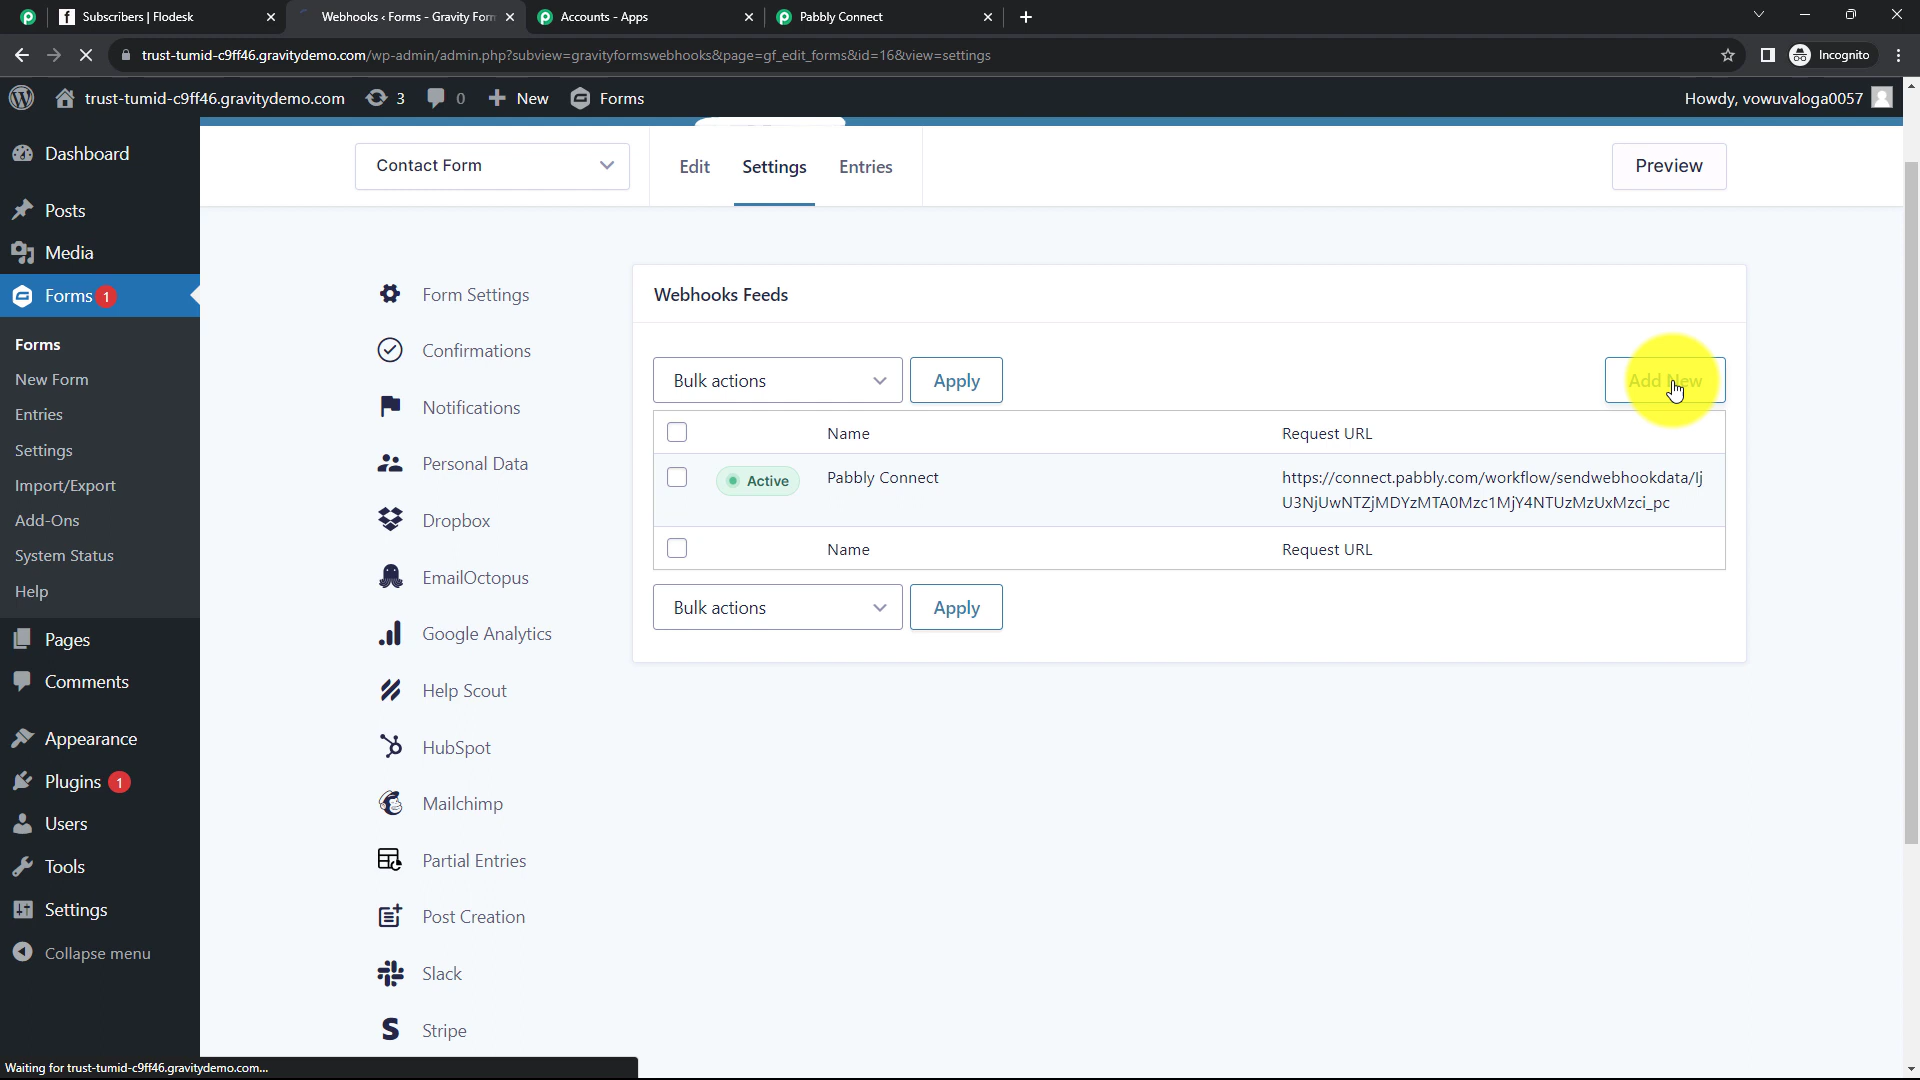 Subscribers | Flodesk
Webhooks ‹ Forms - Gravity Form
Accounts - Apps
Pabbly Connect
trust-tumid-c9ff46.gravitydemo.com/wp-admin/admin.php?subview=gravityformswebhooks&page=gf_edit_forms&id=16&view=settings
Incognito
trust-tumid-c9ff46.gravitydemo.com
3
0
New
Forms
Howdy, vowuvaloga0057
Dashboard
Posts
Media
Forms 1
Forms
New Form
Entries
Settings
Import/Export
Add-Ons
System Status
Help
Pages
Comments
Appearance
Plugins 1
Users
Tools
Settings
Collapse menu
Contact Form
Edit
Settings
Entries
Preview
Form Settings
Confirmations
Notifications
Personal Data
Dropbox
EmailOctopus
Google Analytics
Help Scout
HubSpot
Mailchimp
Partial Entries
Post Creation
Slack
Stripe
Webhooks Feeds
Bulk actions
Apply
Add New
Name
Request URL
Active
Pabbly Connect
https://connect.pabbly.com/workflow/sendwebhookdata/Ij
U3NjUwNTZjMDYzMTA0Mzc1MjY4NTUzMzUxMzci_pc
Name
Request URL
Bulk actions
Apply
Waiting for trust-tumid-c9ff46.gravitydemo.com...